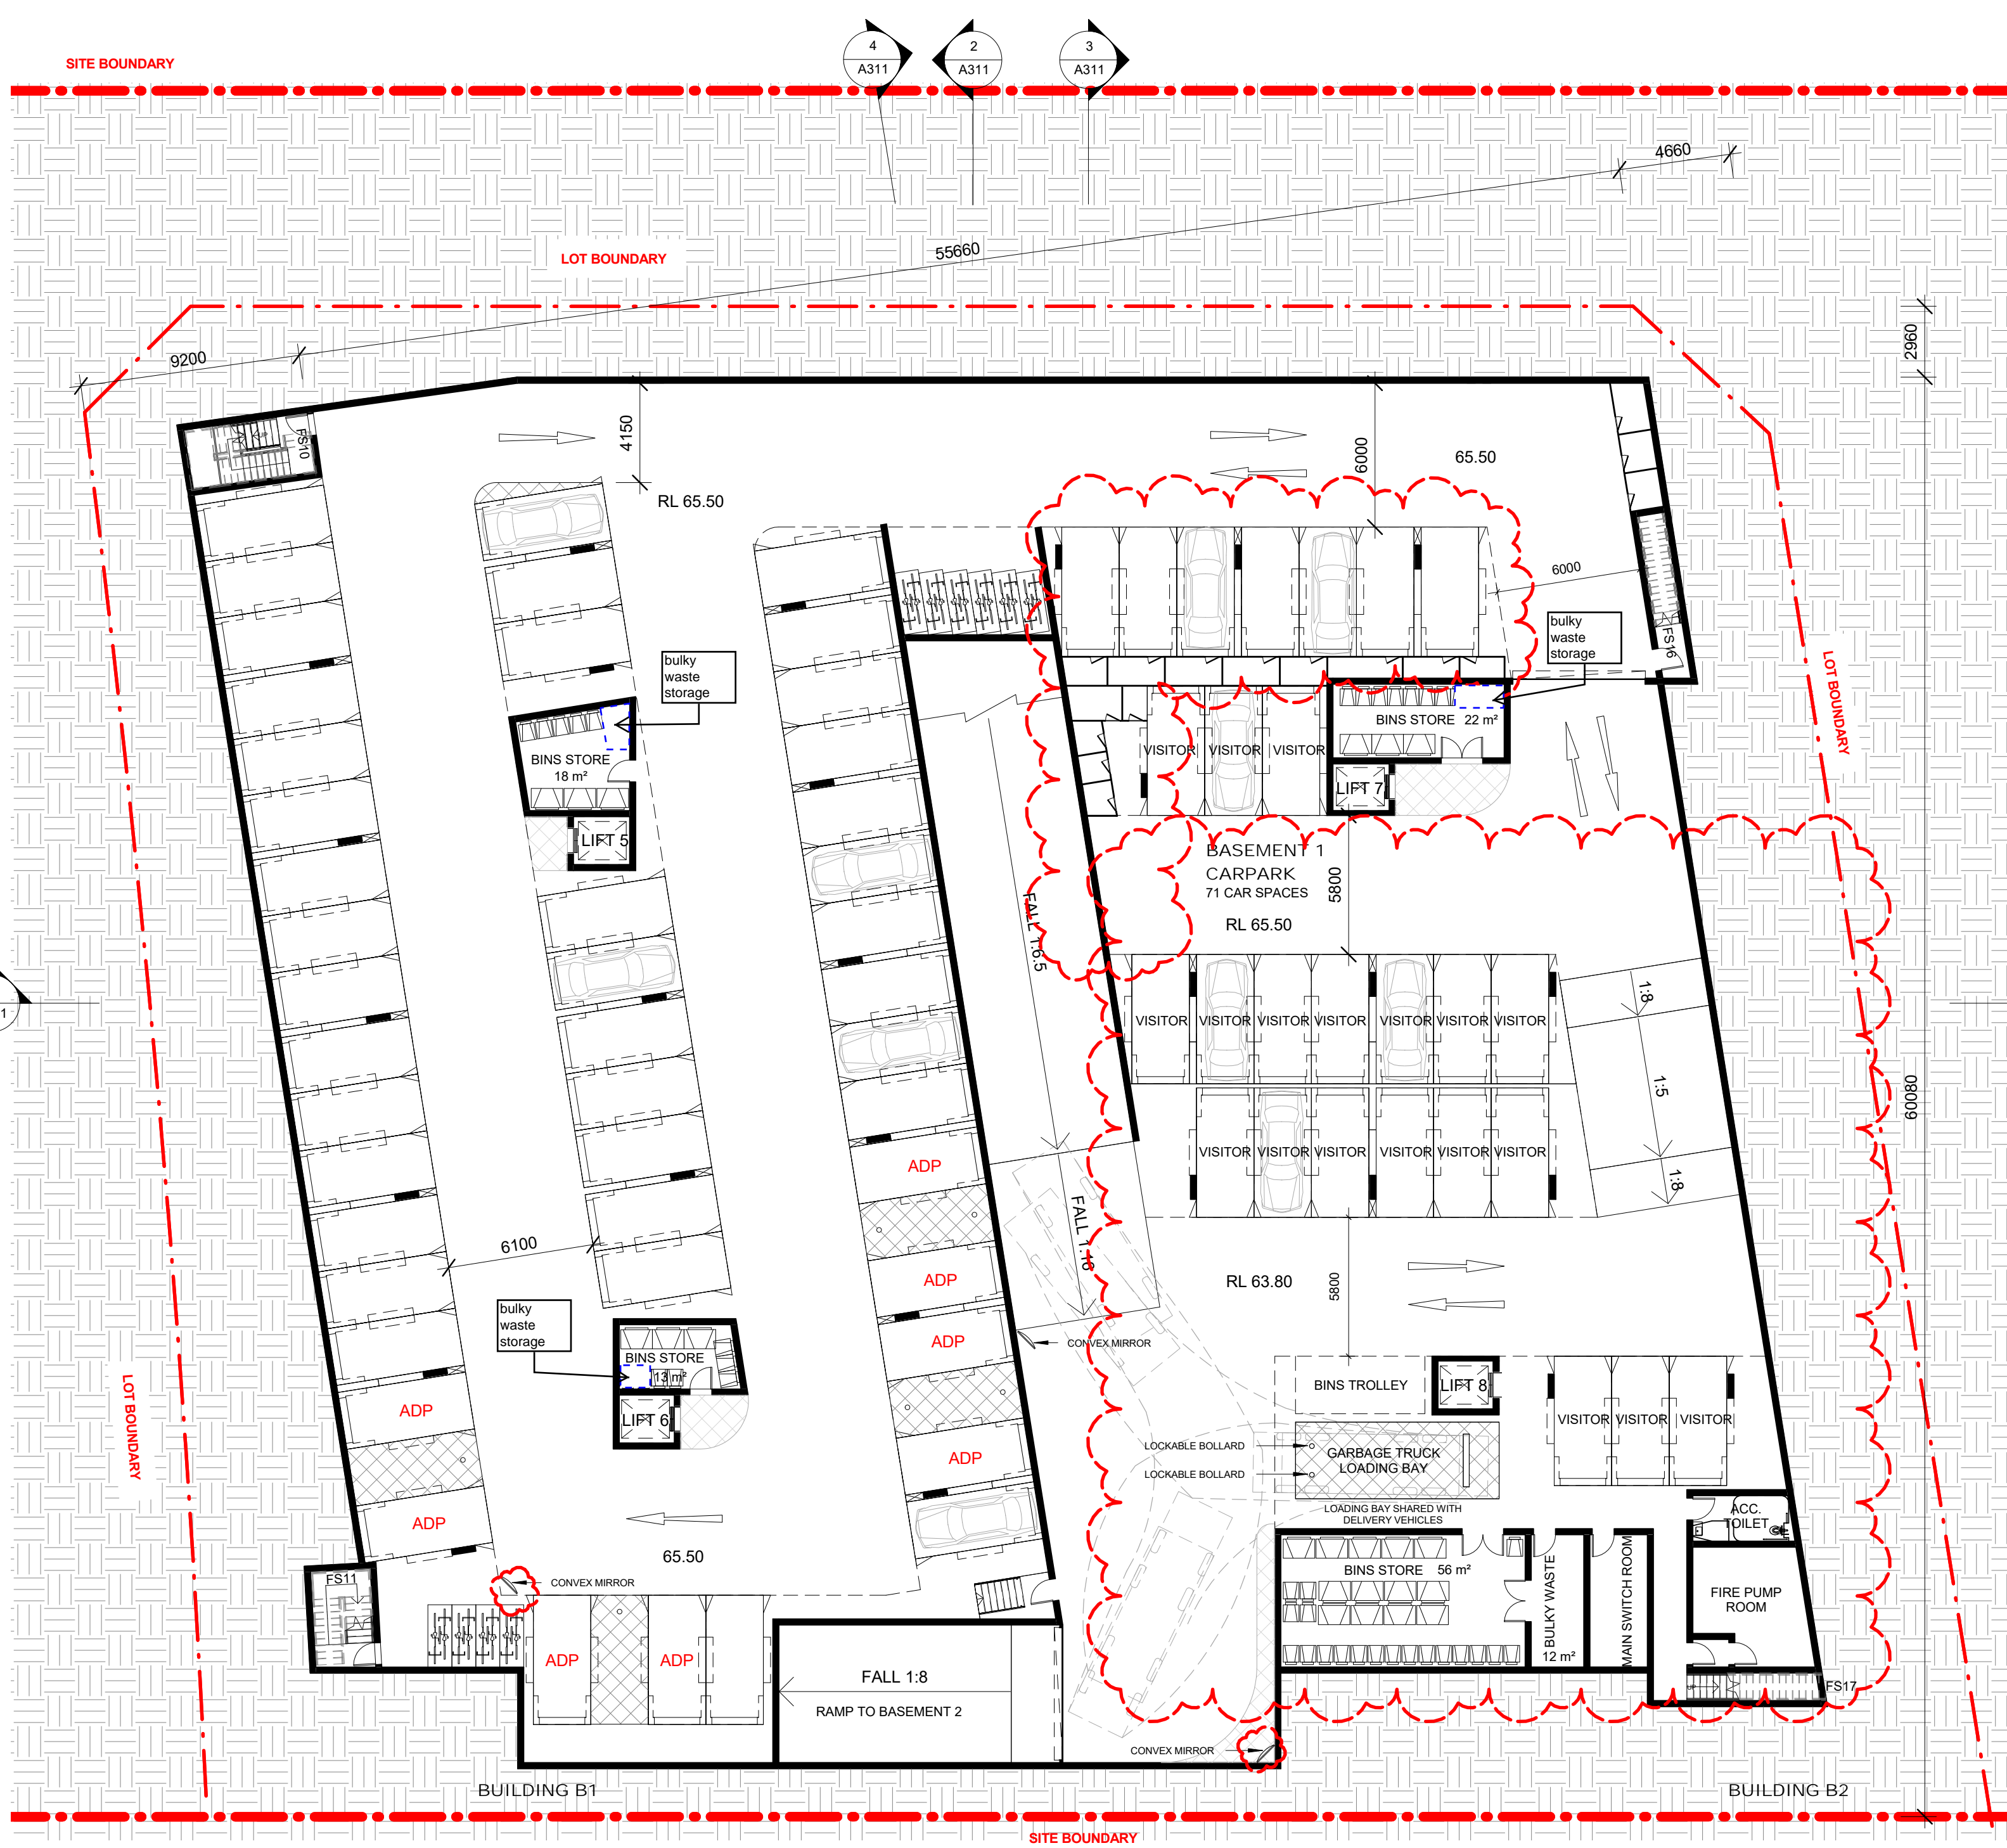 4
A311
2
A311
3
A311
SITE BOUNDARY
4660
55660
LOT BOUNDARY
2960
9200
FS10
4150
RL 65.50
6000
65.50
6000
bulky
waste
storage
FS16
bulky
waste
storage
LOT BOUNDARY
BINS STORE 22 m²
VISITOR
VISITOR
VISITOR
BINS STORE
18 m²
LIFT 7
LIFT 5
BASEMENT 1
CARPARK
71 CAR SPACES
5800
RL 65.50
FALL 1:6.5
1:8
1
VISITOR
VISITOR
VISITOR
VISITOR
VISITOR
VISITOR
VISITOR
1:5
60080
VISITOR
VISITOR
VISITOR
VISITOR
VISITOR
VISITOR
ADP
1:8
FALL 1:16
6100
ADP
RL 63.80
5800
bulky
waste
storage
ADP
CONVEX MIRROR
BINS STORE
13 m²
BINS TROLLEY
LIFT 8
LOT BOUNDARY
ADP
LIFT 6
VISITOR
VISITOR
VISITOR
ADP
LOCKABLE BOLLARD
GARBAGE TRUCK
LOADING BAY
LOCKABLE BOLLARD
ADP
LOADING BAY SHARED WITH
DELIVERY VEHICLES
ACC.
TOILET
65.50
FS11
CONVEX MIRROR
BINS STORE 56 m²
BULKY WASTE
12 m²
MAIN SWITCH ROOM
FIRE PUMP
ROOM
ADP
ADP
FALL 1:8
RAMP TO BASEMENT 2
UP
FS17
CONVEX MIRROR
BUILDING B1
BUILDING B2
SITE BOUNDARY